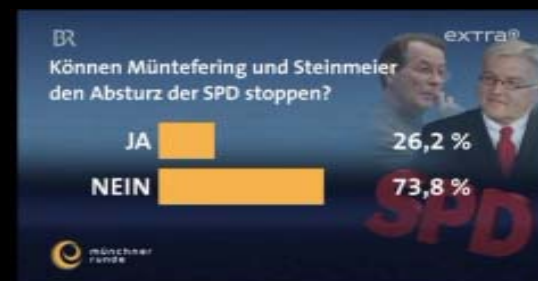 BR
extra
Können Müntefering und Steinmeier
den Absturz der SPD stoppen?
JA 26,2 %
NEIN 73,8 %
SPD
münchner
runde